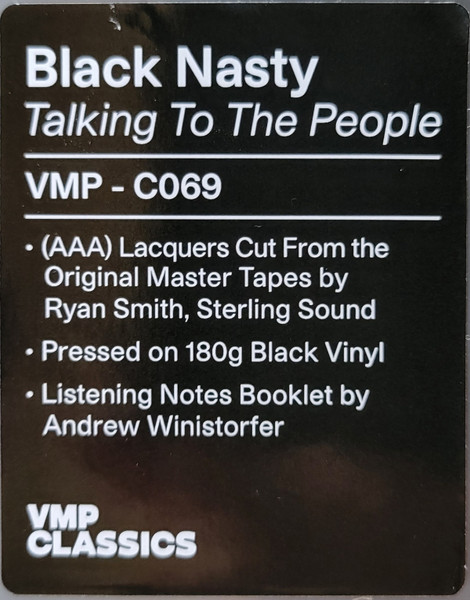 Black Nasty
Talking To The People
VMP - C069
• (AAA) Lacquers Cut From the
Original Master Tapes by
Ryan Smith, Sterling Sound
• Pressed on 180g Black Vinyl
• Listening Notes Booklet by
Andrew Winistorfer
VMP
CLASSICS